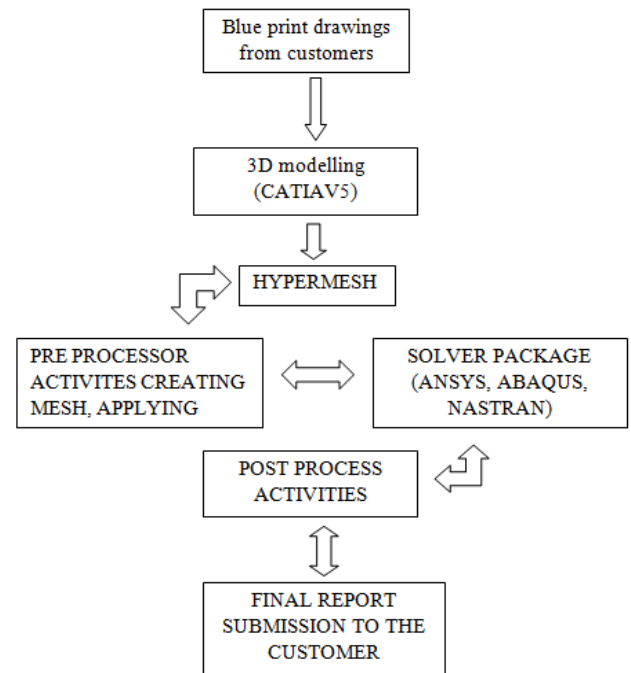 Blue print drawings
from customers
3D modelling
(CATIAV5)
HYPERMESH
PRE PROCESSOR
ACTIVITES CREATING
MESH, APPLYING
SOLVER PACKAGE
(ANSYS, ABAQUS,
NASTRAN)
POST PROCESS
ACTIVITIES
FINAL REPORT
SUBMISSION TO THE
CUSTOMER